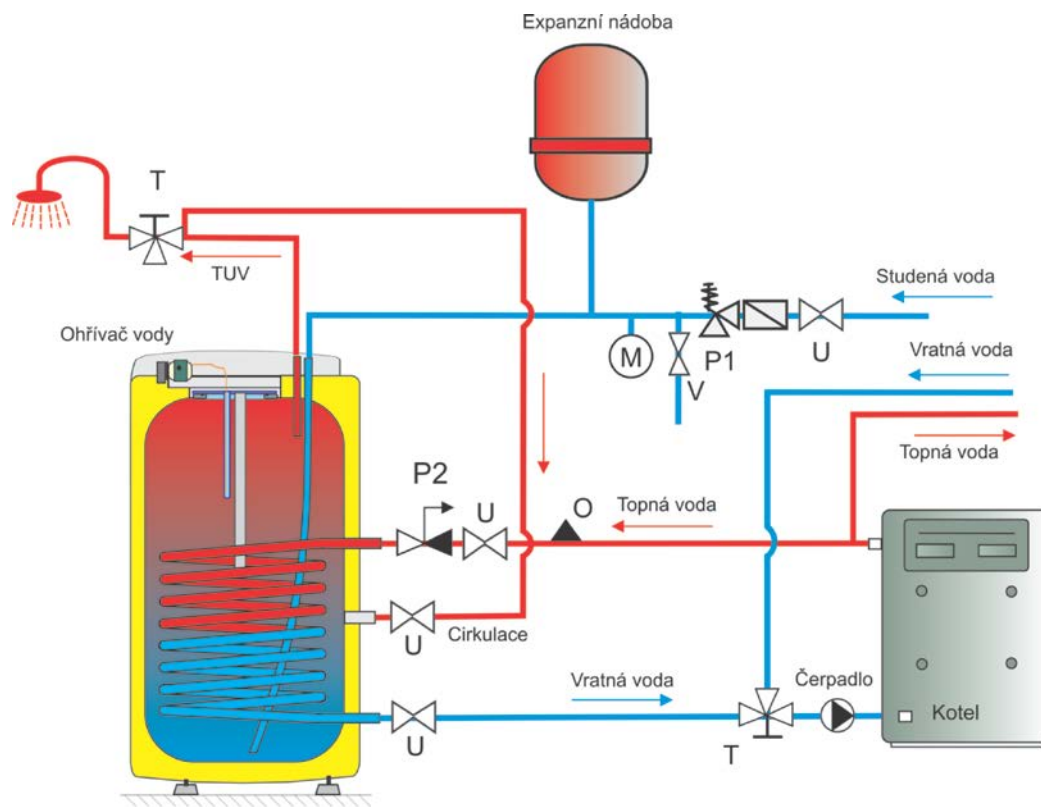 Expanzní nádoba
T
TUV
Studená voda
Ohřívač vody
M
P1
U
V
Vratná voda
Topná voda
P2
U
O
Topná voda
U
Cirkulace
Vratná voda
Čerpadlo
U
T
Kotel